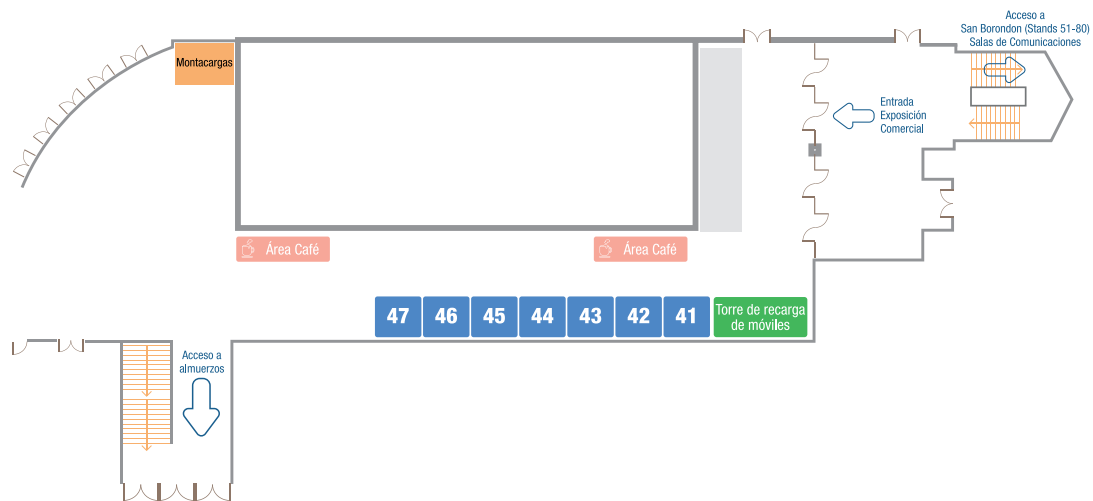 Acceso a
San Borondon (Stands 51-80)
Salas de Comunicaciones
Montacargas
Entrada
Exposición
Comercial
Área Café
Área Café
47 46 45 44 43 42 41
Torre de recarga
de móviles
Acceso a
almuerzos